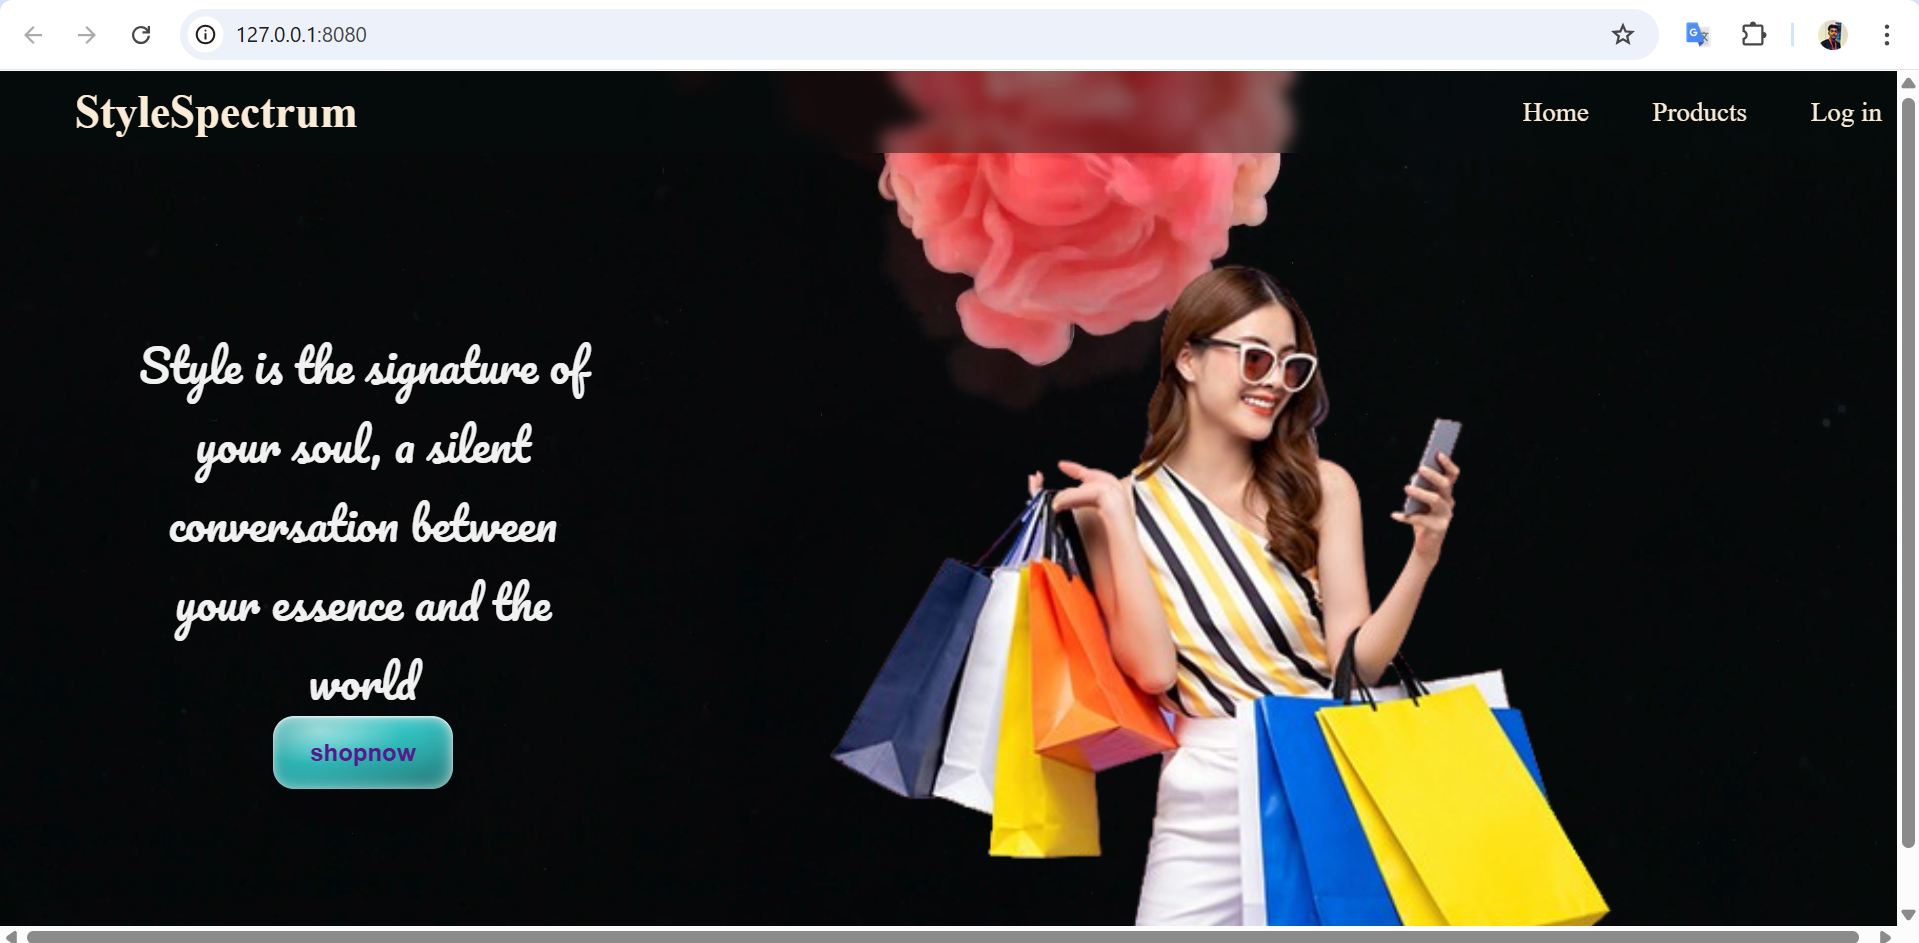 127.0.0.1:8080
StyleSpectrum
Home Products Log in
Style is the signature of
your soul, a silent
conversation between
your essence and the
world
shopnow